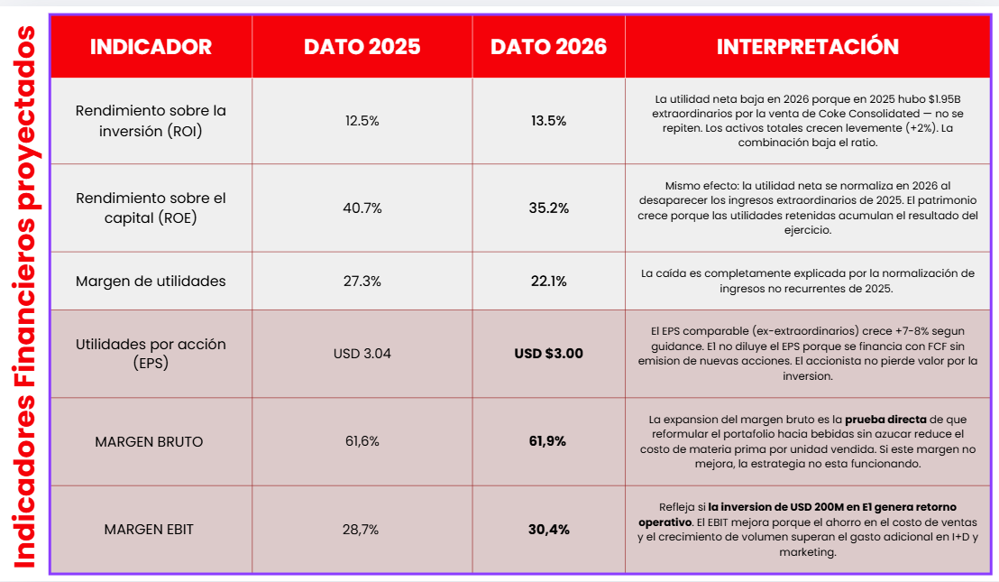 Indicadores Financieros proyectados
INDICADOR
DATO 2025
DATO 2026
INTERPRETACIÓN
Rendimiento sobre la
inversión (ROI)
12.5%
13.5%
La utilidad neta baja en 2026 porque en 2025 hubo $1.95B
extraordinarios por la venta de Coke Consolidated — no se
repiten. Los activos totales crecen levemente (+2%). La
combinación baja el ratio.
Rendimiento sobre el
capital (ROE)
40.7%
35.2%
Mismo efecto: la utilidad neta se normaliza en 2026 al
desaparecer los ingresos extraordinarios de 2025. El patrimonio
crece porque las utilidades retenidas acumulan el resultado del
ejercicio.
Margen de utilidades
27.3%
22.1%
La caída es completamente explicada por la normalización de
ingresos no recurrentes de 2025.
Utilidades por acción
(EPS)
USD 3.04
USD $3.00
El EPS comparable (ex-extraordinarios) crece +7-8% segun
guidance. E1 no diluye el EPS porque se financia con FCF sin
emision de nuevas acciones. El accionista no pierde valor por la
inversion.
MARGEN BRUTO
61,6%
61,9%
La expansion del margen bruto es la prueba directa de que
reformular el portafolio hacia bebidas sin azucar reduce el
costo de materia prima por unidad vendida. Si este margen no
mejora, la estrategia no esta funcionando.
MARGEN EBIT
28,7%
30,4%
Refleja si la inversion de USD 200M en E1 genera retorno
operativo. El EBIT mejora porque el ahorro en el costo de ventas
y el crecimiento de volumen superan el gasto adicional en I+D y
marketing.